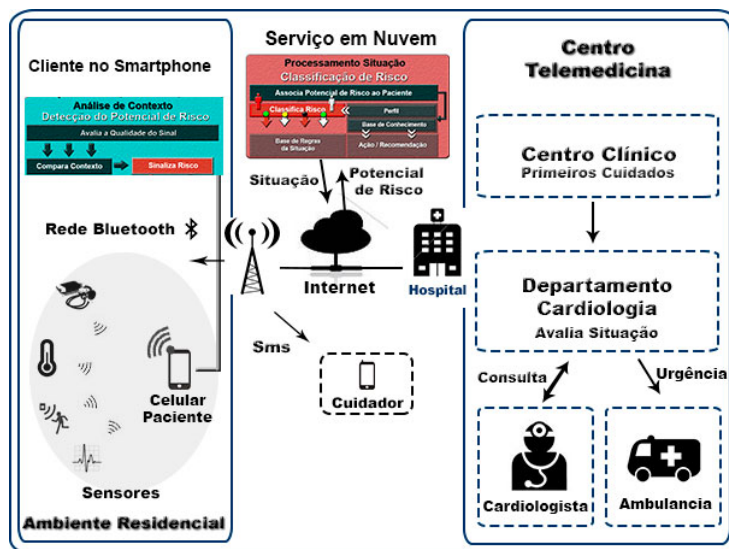 Cliente no Smartphone
Análise de Contexto
Detecção do Potencial de Risco
Avalia a Qualidade do Sinal
Compara Contexto
Sinaliza Risco
Rede Bluetooth
Celular
Paciente
Sensores
Ambiente Residencial
Serviço em Nuvem
Processamento Situação
Classificação de Risco
Associa Potencial de Risco ao Paciente
Classifica Risco
Perfil
Base de Conhecimento
Base de Regras
da Situação
Ação / Recomendação
Situação
Potencial
de Risco
Internet
Hospital
Sms
Cuidador
Centro
Telemedicina
Centro Clínico
Primeiros Cuidados
Departamento
Cardiologia
Avalia Situação
Consulta
Urgência
Cardiologista
Ambulancia